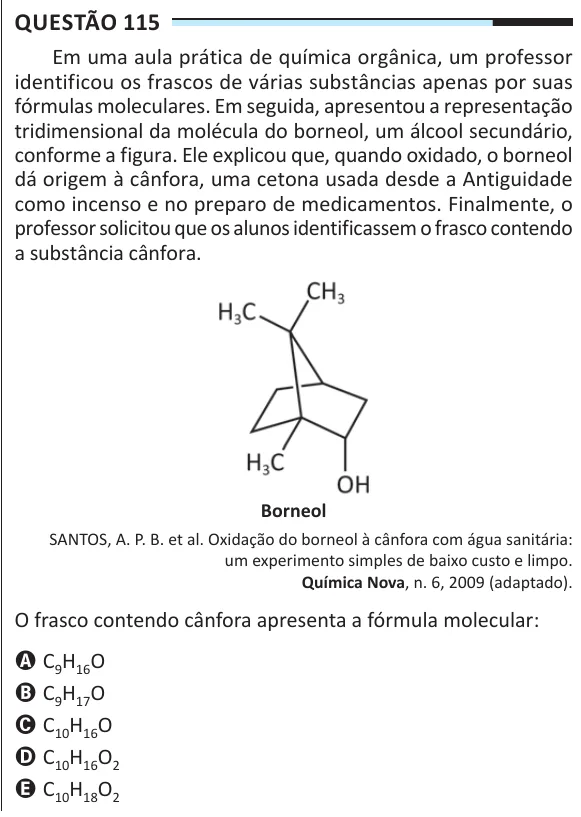 QUESTÃO 115
Em uma aula prática de química orgânica, um professor
identificou os frascos de várias substâncias apenas por suas
fórmulas moleculares. Em seguida, apresentou a representação
tridimensional da molécula do borneol, um álcool secundário,
conforme a figura. Ele explicou que, quando oxidado, o borneol
dá origem à cânfora, uma cetona usada desde a Antiguidade
como incenso e no preparo de medicamentos. Finalmente, o
professor solicitou que os alunos identificassem o frasco contendo
a substância cânfora.
CH₃
H₃C
H₃C
OH
Borneol
SANTOS, A. P. B. et al. Oxidação do borneol à cânfora com água sanitária:
um experimento simples de baixo custo e limpo.
Química Nova, n. 6, 2009 (adaptado).
O frasco contendo cânfora apresenta a fórmula molecular:
A C₉H₁₆O
B C₉H₁₇O
C C₁₀H₁₆O
D C₁₀H₁₆O₂
E C₁₀H₁₈O₂